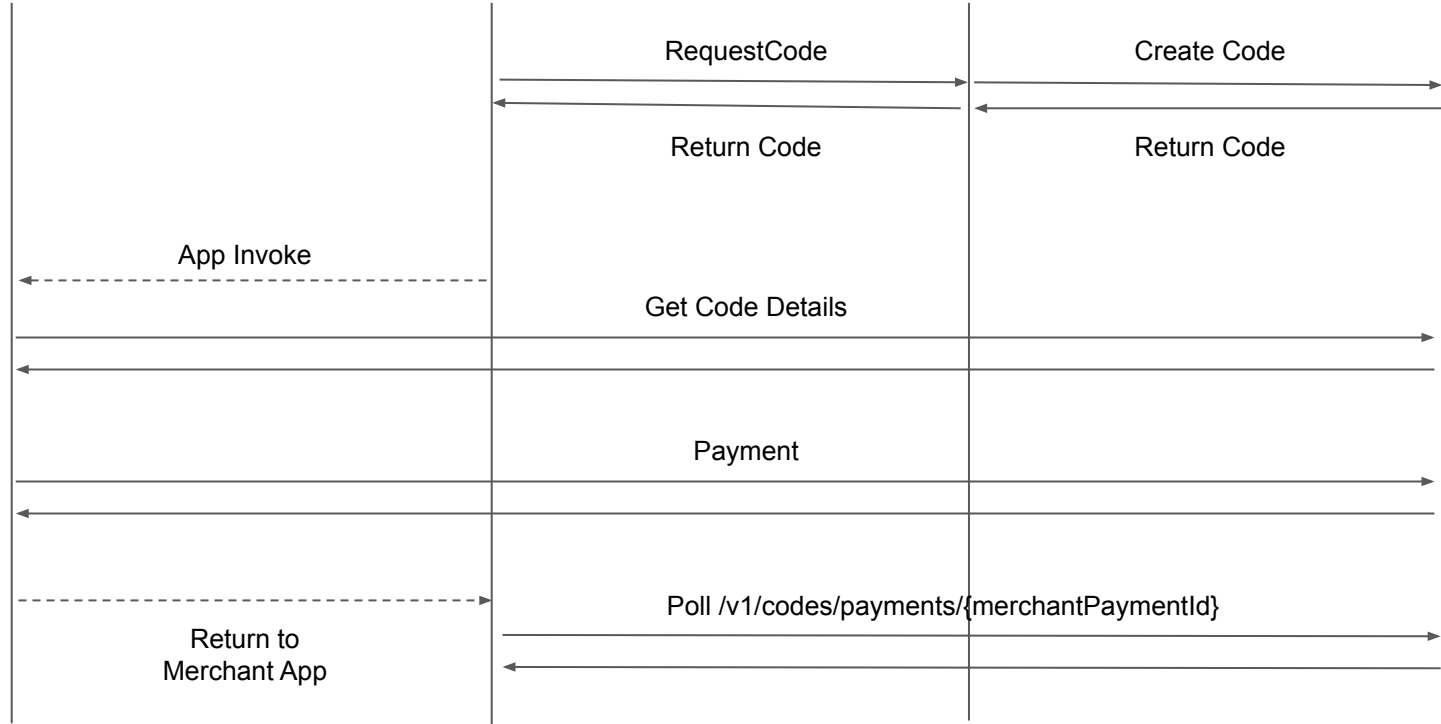 RequestCode
Create Code
Return Code
Return Code
App Invoke
Get Code Details
Payment
Poll /v1/codes/payments/{merchantPaymentId}
Return to
Merchant App